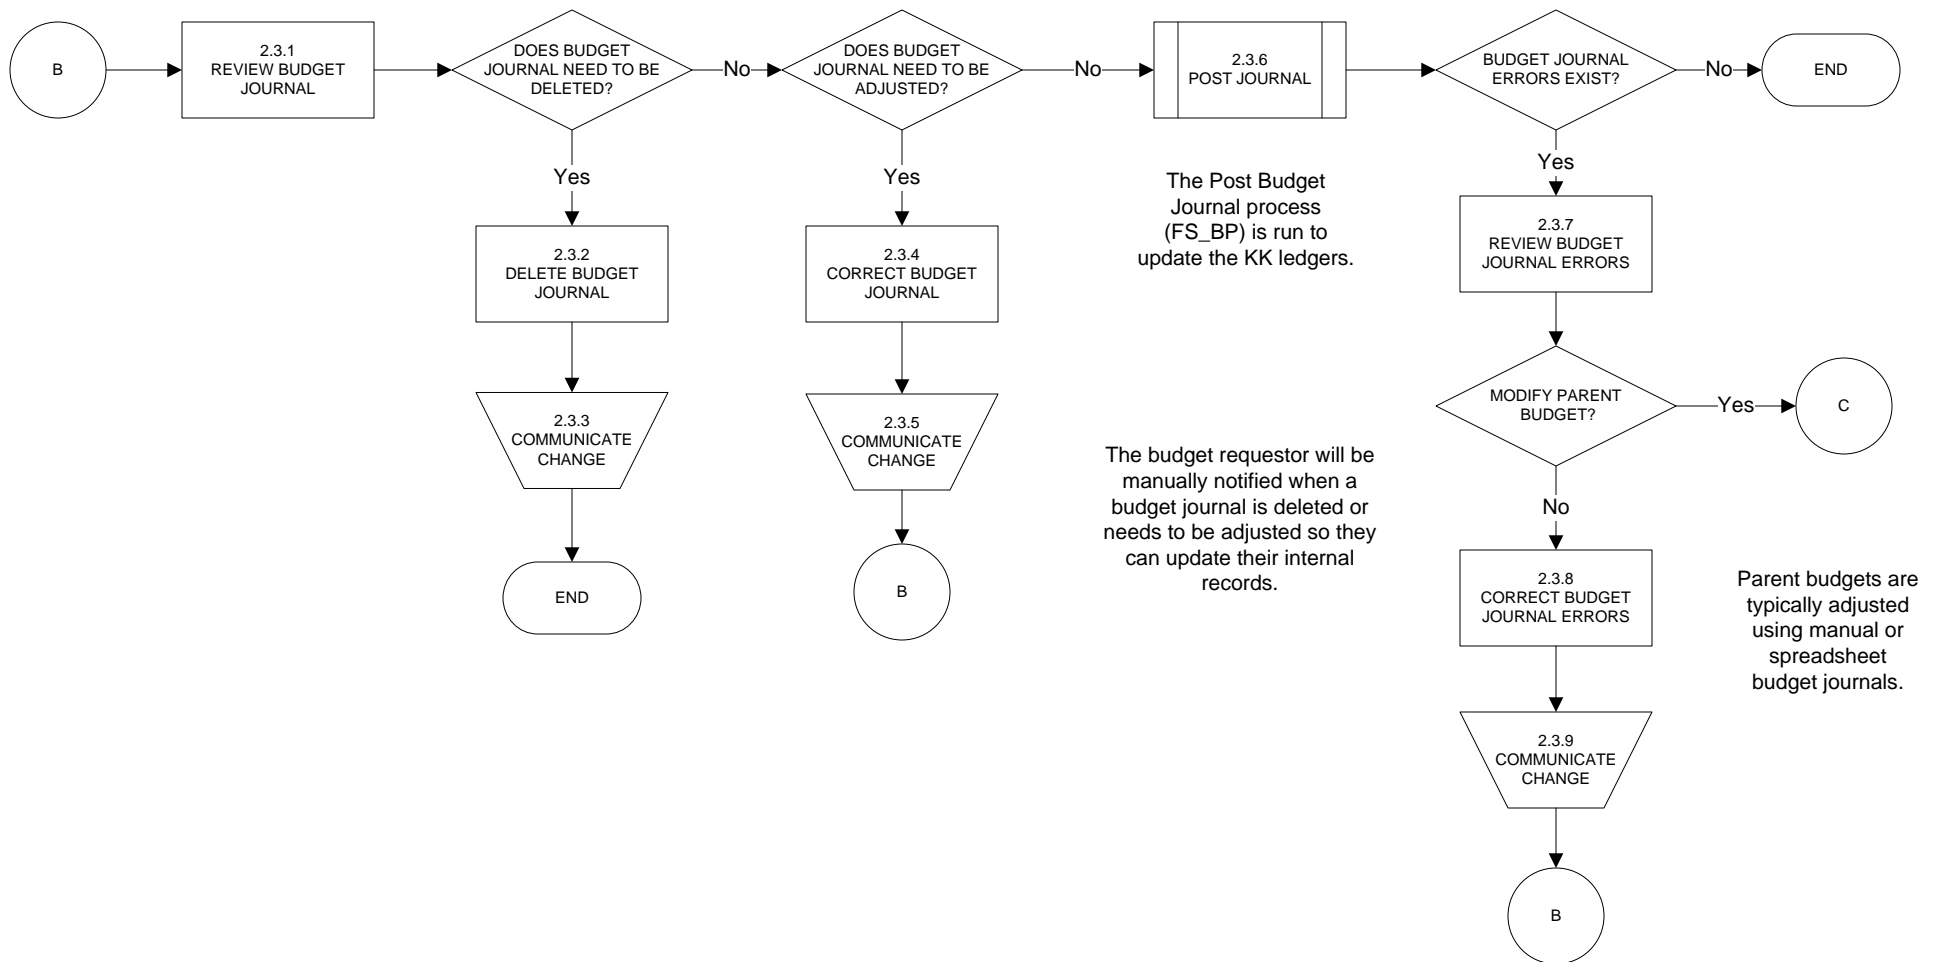 B
2.3.1
REVIEW BUDGET
JOURNAL
DOES BUDGET
JOURNAL NEED TO BE
DELETED?
No
DOES BUDGET
JOURNAL NEED TO BE
ADJUSTED?
No
2.3.6
POST JOURNAL
BUDGET JOURNAL
ERRORS EXIST?
No
END
Yes
2.3.2
DELETE BUDGET
JOURNAL
2.3.3
COMMUNICATE
CHANGE
END
Yes
2.3.4
CORRECT BUDGET
JOURNAL
2.3.5
COMMUNICATE
CHANGE
B
The Post Budget
Journal process
(FS_BP) is run to
update the KK ledgers.
The budget requestor will be
manually notified when a
budget journal is deleted or
needs to be adjusted so they
can update their internal
records.
Yes
2.3.7
REVIEW BUDGET
JOURNAL ERRORS
MODIFY PARENT
BUDGET?
Yes
C
No
2.3.8
CORRECT BUDGET
JOURNAL ERRORS
2.3.9
COMMUNICATE
CHANGE
B
Parent budgets are
typically adjusted
using manual or
spreadsheet
budget journals.